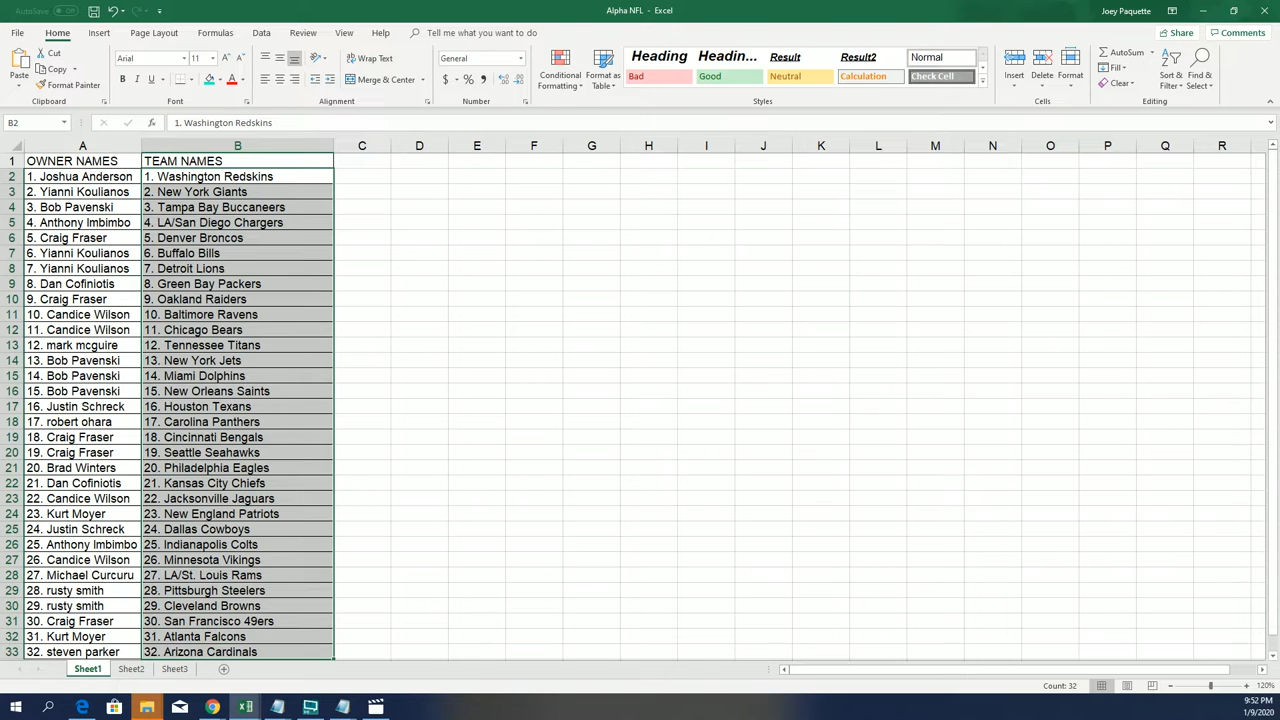 AutoSave Off
Alpha NFL - Excel
Joey Paquette
File Home Insert Page Layout Formulas Data Review View Help Tell me what you want to do
Share Comments
Paste
Cut
Copy
Format Painter
Clipboard
Arial 11
B I U
Font
Wrap Text
Merge & Center
Alignment
General
$ % ,
Number
Conditional Formatting
Format as Table
Heading Headin... Result Result2 Normal
Bad Good Neutral Calculation Check Cell
Styles
Insert Delete Format
Cells
AutoSum
Fill
Clear
Sort & Filter
Find & Select
Editing
B2 fx 1. Washington Redskins
A B C D E F G H I J K L M N O P Q R
1 OWNER NAMES TEAM NAMES
2 1. Joshua Anderson 1. Washington Redskins
3 2. Yianni Koulianos 2. New York Giants
4 3. Bob Pavenski 3. Tampa Bay Buccaneers
5 4. Anthony Imbimbo 4. LA/San Diego Chargers
6 5. Craig Fraser 5. Denver Broncos
7 6. Yianni Koulianos 6. Buffalo Bills
8 7. Yianni Koulianos 7. Detroit Lions
9 8. Dan Cofiniotis 8. Green Bay Packers
10 9. Craig Fraser 9. Oakland Raiders
11 10. Candice Wilson 10. Baltimore Ravens
12 11. Candice Wilson 11. Chicago Bears
13 12. mark mcguire 12. Tennessee Titans
14 13. Bob Pavenski 13. New York Jets
15 14. Bob Pavenski 14. Miami Dolphins
16 15. Bob Pavenski 15. New Orleans Saints
17 16. Justin Schreck 16. Houston Texans
18 17. robert ohara 17. Carolina Panthers
19 18. Craig Fraser 18. Cincinnati Bengals
20 19. Craig Fraser 19. Seattle Seahawks
21 20. Brad Winters 20. Philadelphia Eagles
22 21. Dan Cofiniotis 21. Kansas City Chiefs
23 22. Candice Wilson 22. Jacksonville Jaguars
24 23. Kurt Moyer 23. New England Patriots
25 24. Justin Schreck 24. Dallas Cowboys
26 25. Anthony Imbimbo 25. Indianapolis Colts
27 26. Candice Wilson 26. Minnesota Vikings
28 27. Michael Curcuru 27. LA/St. Louis Rams
29 28. rusty smith 28. Pittsburgh Steelers
30 29. rusty smith 29. Cleveland Browns
31 30. Craig Fraser 30. San Francisco 49ers
32 31. Kurt Moyer 31. Atlanta Falcons
33 32. steven parker 32. Arizona Cardinals
Sheet1 Sheet2 Sheet3
Count: 32
120%
9:52 PM
1/9/2020